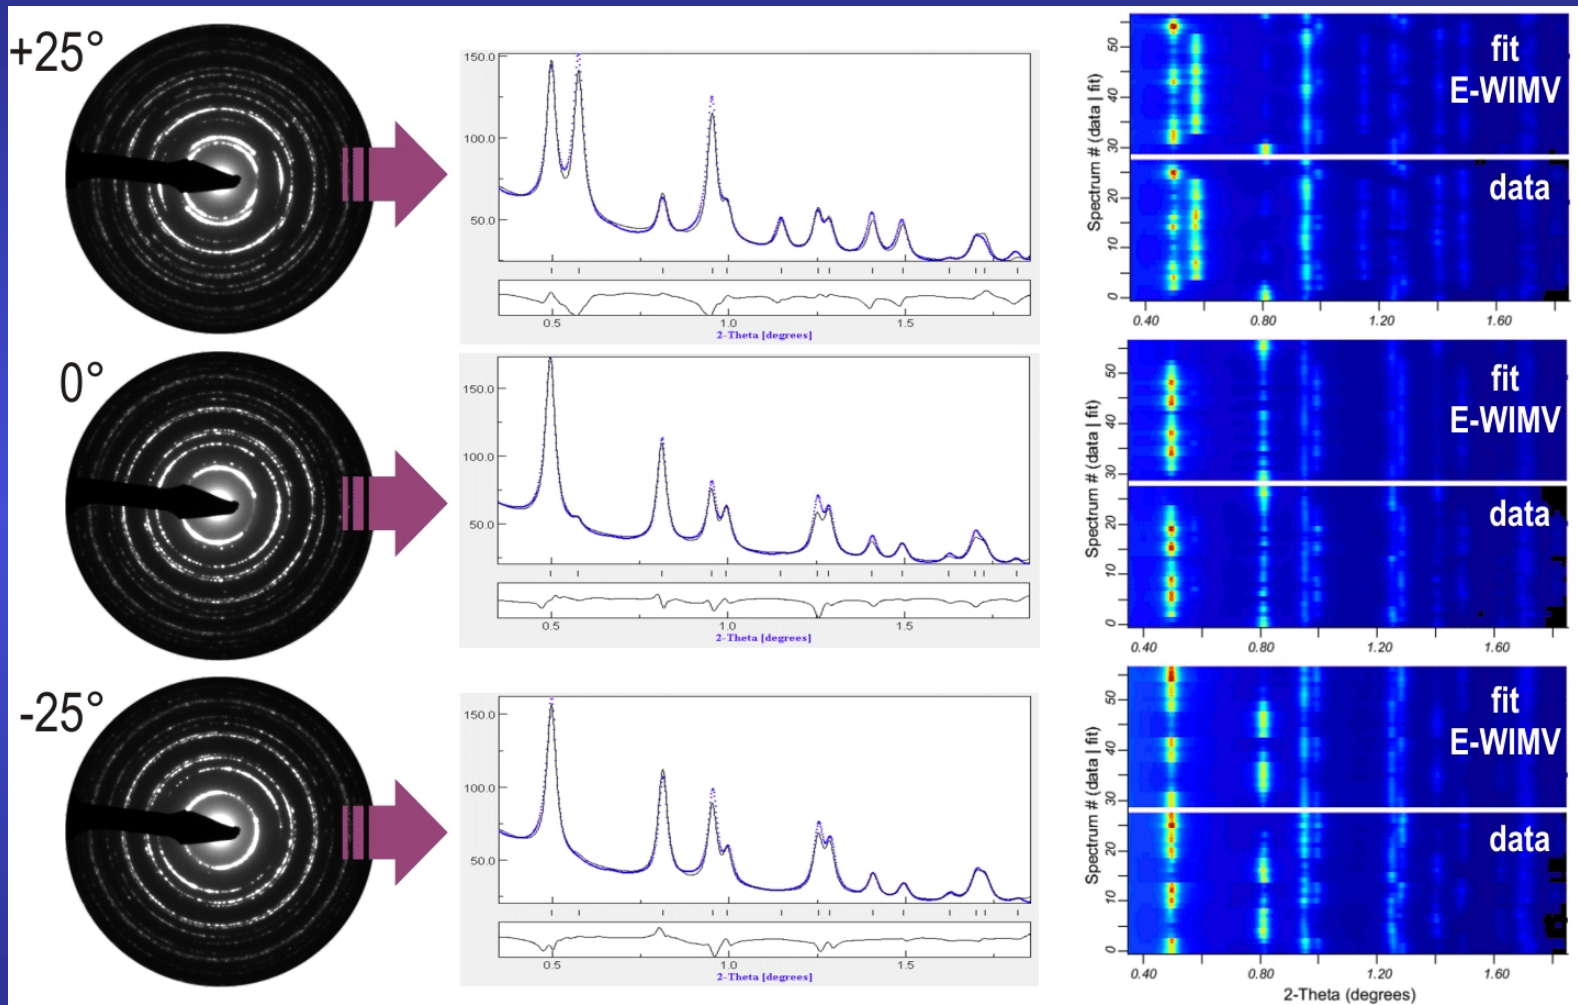 +25°
150.0
100.0
50.0
0.5 1.0 1.5
2-Theta [degrees]
Spectrum # (data | fit)
50
40
30
20
10
0
fit
E-WIMV
data
0.40 0.80 1.20 1.60
0°
150.0
100.0
50.0
0.5 1.0 1.5
2-Theta [degrees]
Spectrum # (data | fit)
50
40
30
20
10
0
fit
E-WIMV
data
0.40 0.80 1.20 1.60
-25°
150.0
100.0
50.0
0.5 1.0 1.5
2-Theta [degrees]
Spectrum # (data | fit)
50
40
30
20
10
0
fit
E-WIMV
data
0.40 0.80 1.20 1.60
2-Theta (degrees)